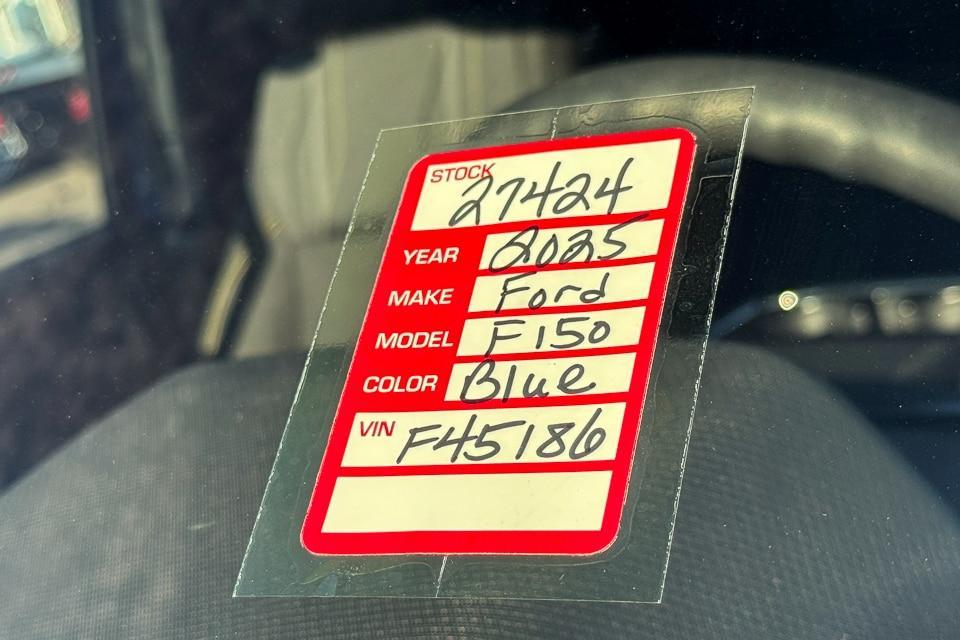 STOCK 27424
YEAR 2025
MAKE Ford
MODEL F150
COLOR Blue
VIN F45186